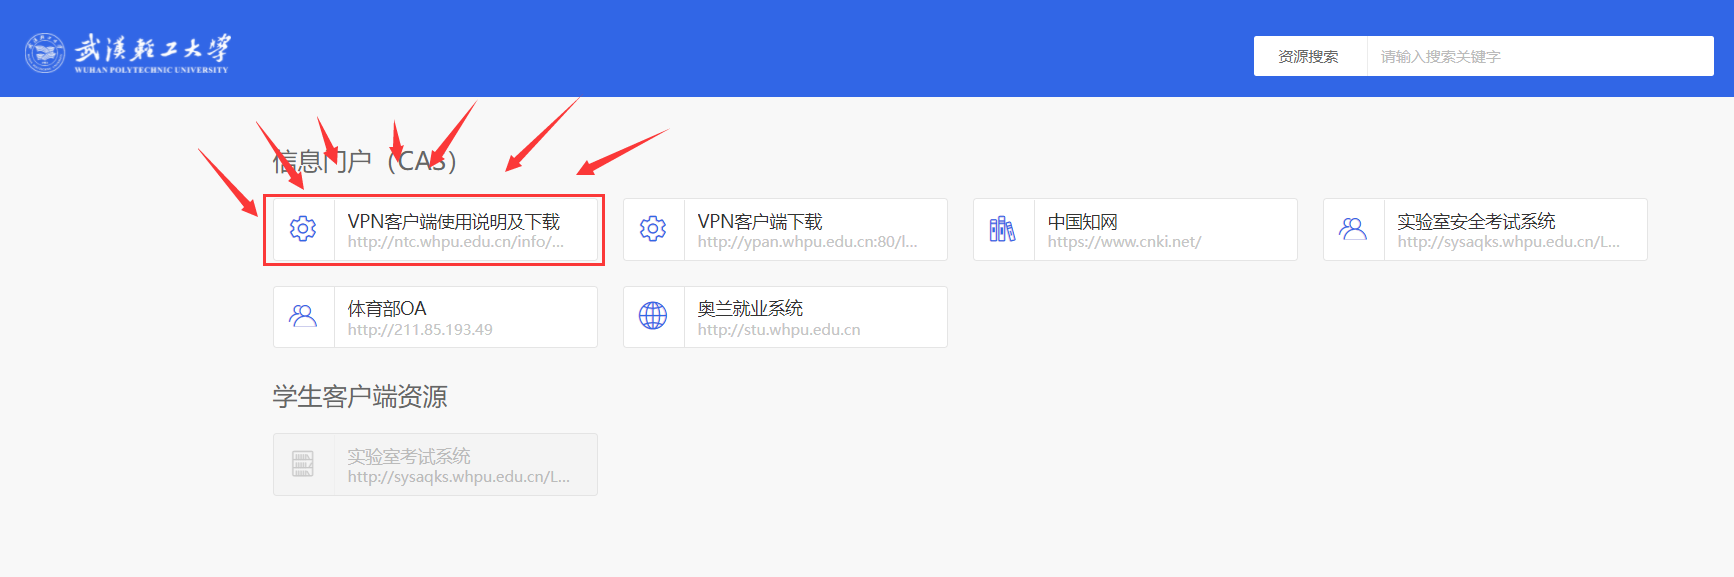 武漢輕工大學
WUHAN POLYTECHNIC UNIVERSITY
资源搜索 请输入搜索关键字
信息门户（CAS）
VPN客户端使用说明及下载
http://ntc.whpu.edu.cn/info/...
VPN客户端下载
http://ypan.whpu.edu.cn:80/l...
中国知网
https://www.cnki.net/
实验室安全考试系统
http://sysaqks.whpu.edu.cn/L...
体育部OA
http://211.85.193.49
奥兰就业系统
http://stu.whpu.edu.cn
学生客户端资源
实验室考试系统
http://sysaqks.whpu.edu.cn/L...